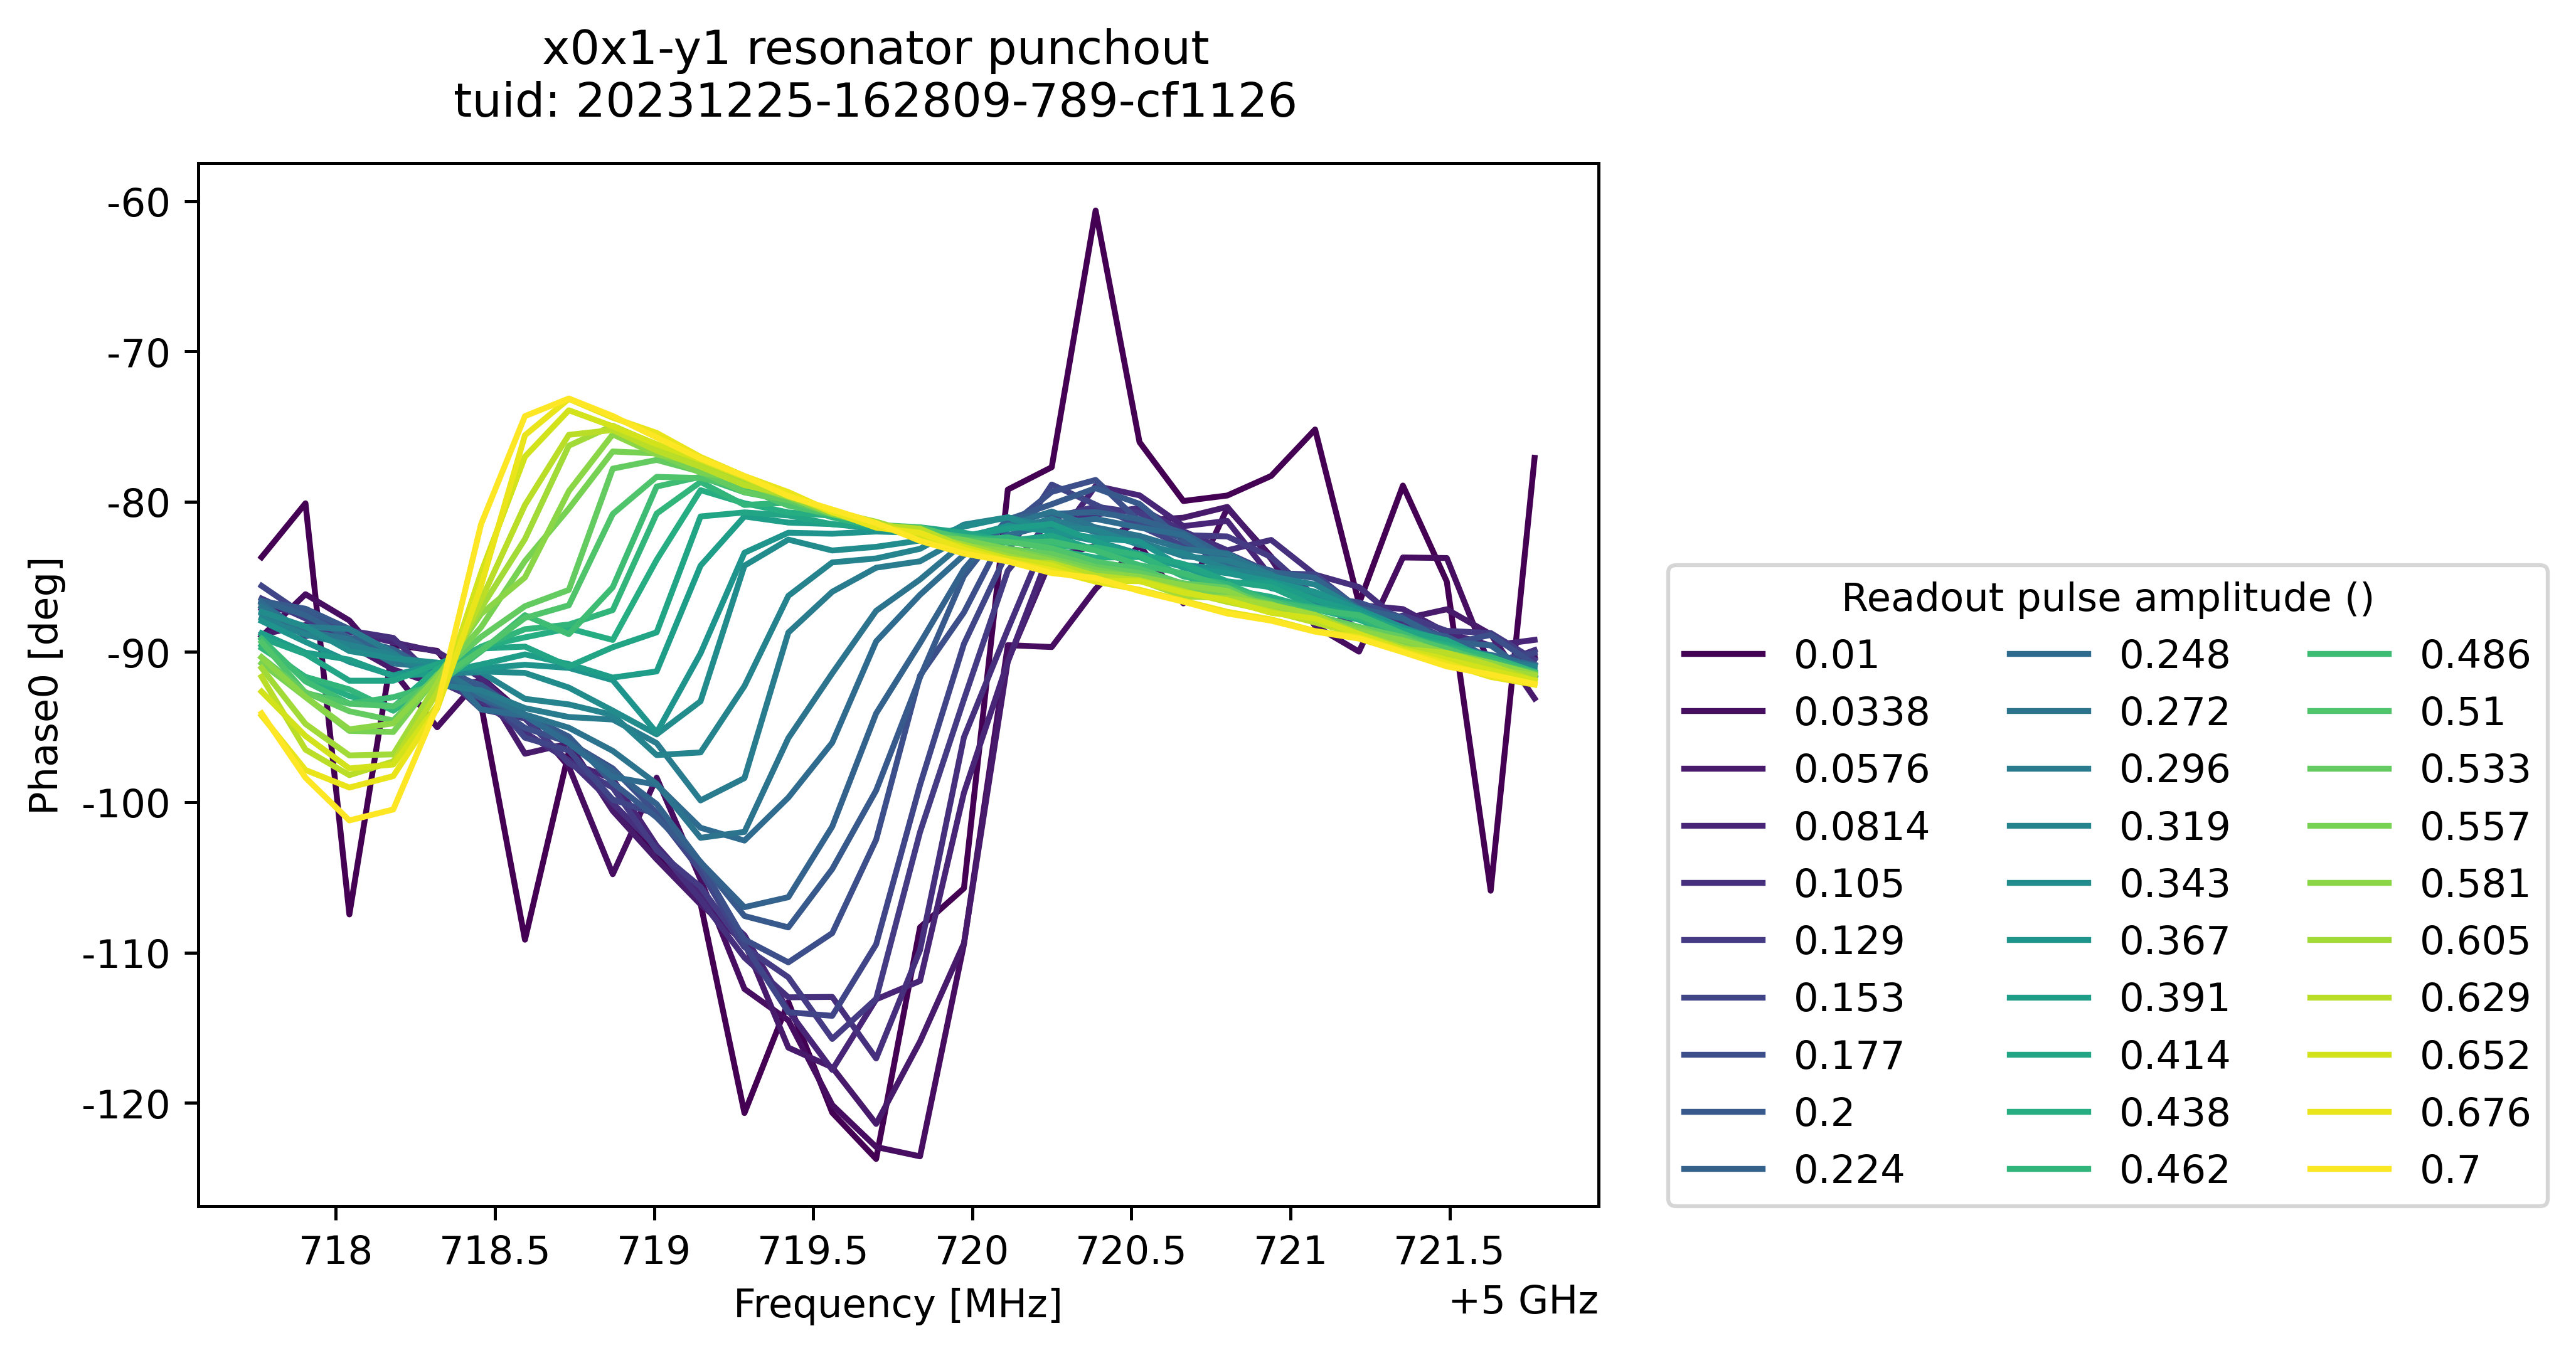 x0x1-y1 resonator punchout
tuid: 20231225-162809-789-cf1126
Phase0 [deg]
-60
-70
-80
-90
-100
-110
-120
718 718.5 719 719.5 720 720.5 721 721.5
Frequency [MHz]
+5 GHz
Readout pulse amplitude ()
0.01 0.248 0.486
0.0338 0.272 0.51
0.0576 0.296 0.533
0.0814 0.319 0.557
0.105 0.343 0.581
0.129 0.367 0.605
0.153 0.391 0.629
0.177 0.414 0.652
0.2 0.438 0.676
0.224 0.462 0.7